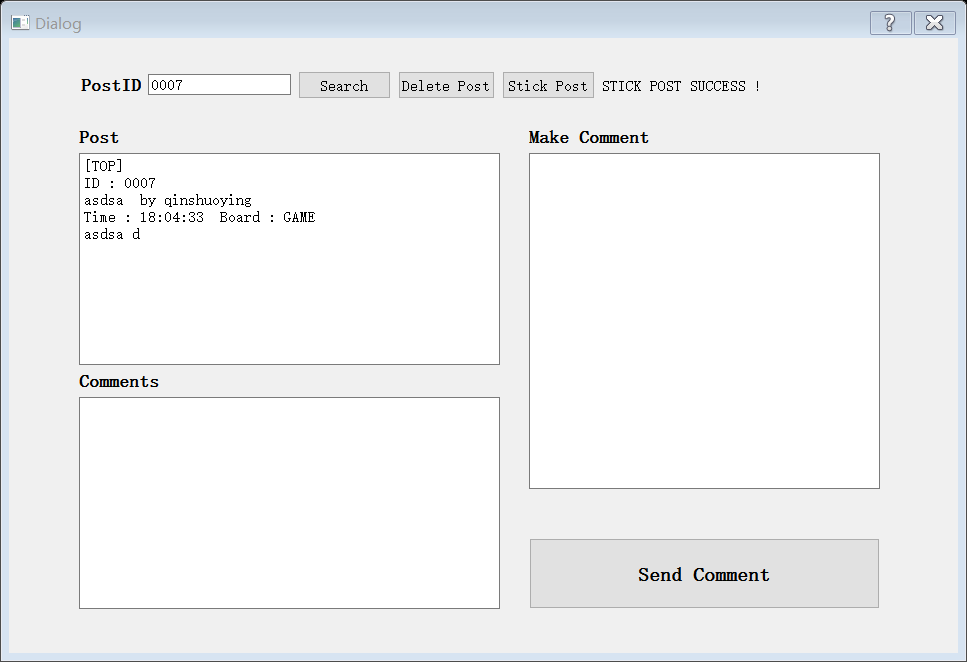 Dialog
PostID 0007 Search Delete Post Stick Post STICK POST SUCCESS !
Post
[TOP]
ID : 0007
asdsa  by qinshuoying
Time : 18:04:33  Board : GAME
asdsa d
Comments
Make Comment
Send Comment